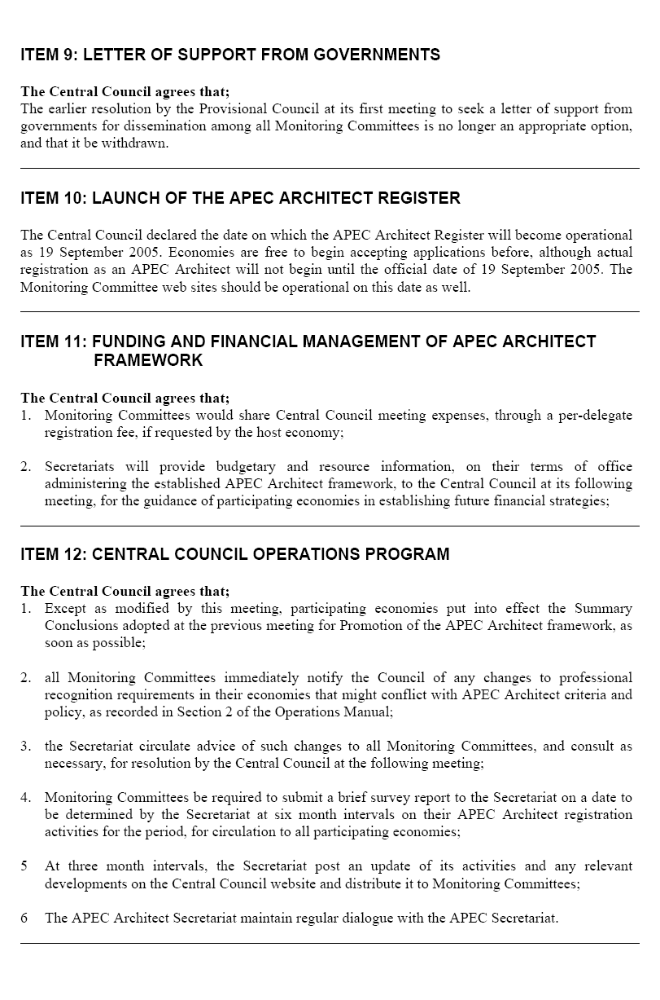 ITEM 9: LETTER OF SUPPORT FROM GOVERNMENTS
The Central Council agrees that;
The earlier resolution by the Provisional Council at its first meeting to seek a letter of support from
governments for dissemination among all Monitoring Committees is no longer an appropriate option,
and that it be withdrawn.
ITEM 10: LAUNCH OF THE APEC ARCHITECT REGISTER
The Central Council declared the date on which the APEC Architect Register will become operational
as 19 September 2005. Economies are free to begin accepting applications before, although actual
registration as an APEC Architect will not begin until the official date of 19 September 2005. The
Monitoring Committee web sites should be operational on this date as well.
ITEM 11: FUNDING AND FINANCIAL MANAGEMENT OF APEC ARCHITECT
FRAMEWORK
The Central Council agrees that;
1. Monitoring Committees would share Central Council meeting expenses, through a per-delegate
registration fee, if requested by the host economy;
2. Secretariats will provide budgetary and resource information, on their terms of office
administering the established APEC Architect framework, to the Central Council at its following
meeting, for the guidance of participating economies in establishing future financial strategies;
ITEM 12: CENTRAL COUNCIL OPERATIONS PROGRAM
The Central Council agrees that;
1. Except as modified by this meeting, participating economies put into effect the Summary
Conclusions adopted at the previous meeting for Promotion of the APEC Architect framework, as
soon as possible;
2. all Monitoring Committees immediately notify the Council of any changes to professional
recognition requirements in their economies that might conflict with APEC Architect criteria and
policy, as recorded in Section 2 of the Operations Manual;
3. the Secretariat circulate advice of such changes to all Monitoring Committees, and consult as
necessary, for resolution by the Central Council at the following meeting;
4. Monitoring Committees be required to submit a brief survey report to the Secretariat on a date to
be determined by the Secretariat at six month intervals on their APEC Architect registration
activities for the period, for circulation to all participating economies;
5 At three month intervals, the Secretariat post an update of its activities and any relevant
developments on the Central Council website and distribute it to Monitoring Committees;
6 The APEC Architect Secretariat maintain regular dialogue with the APEC Secretariat.